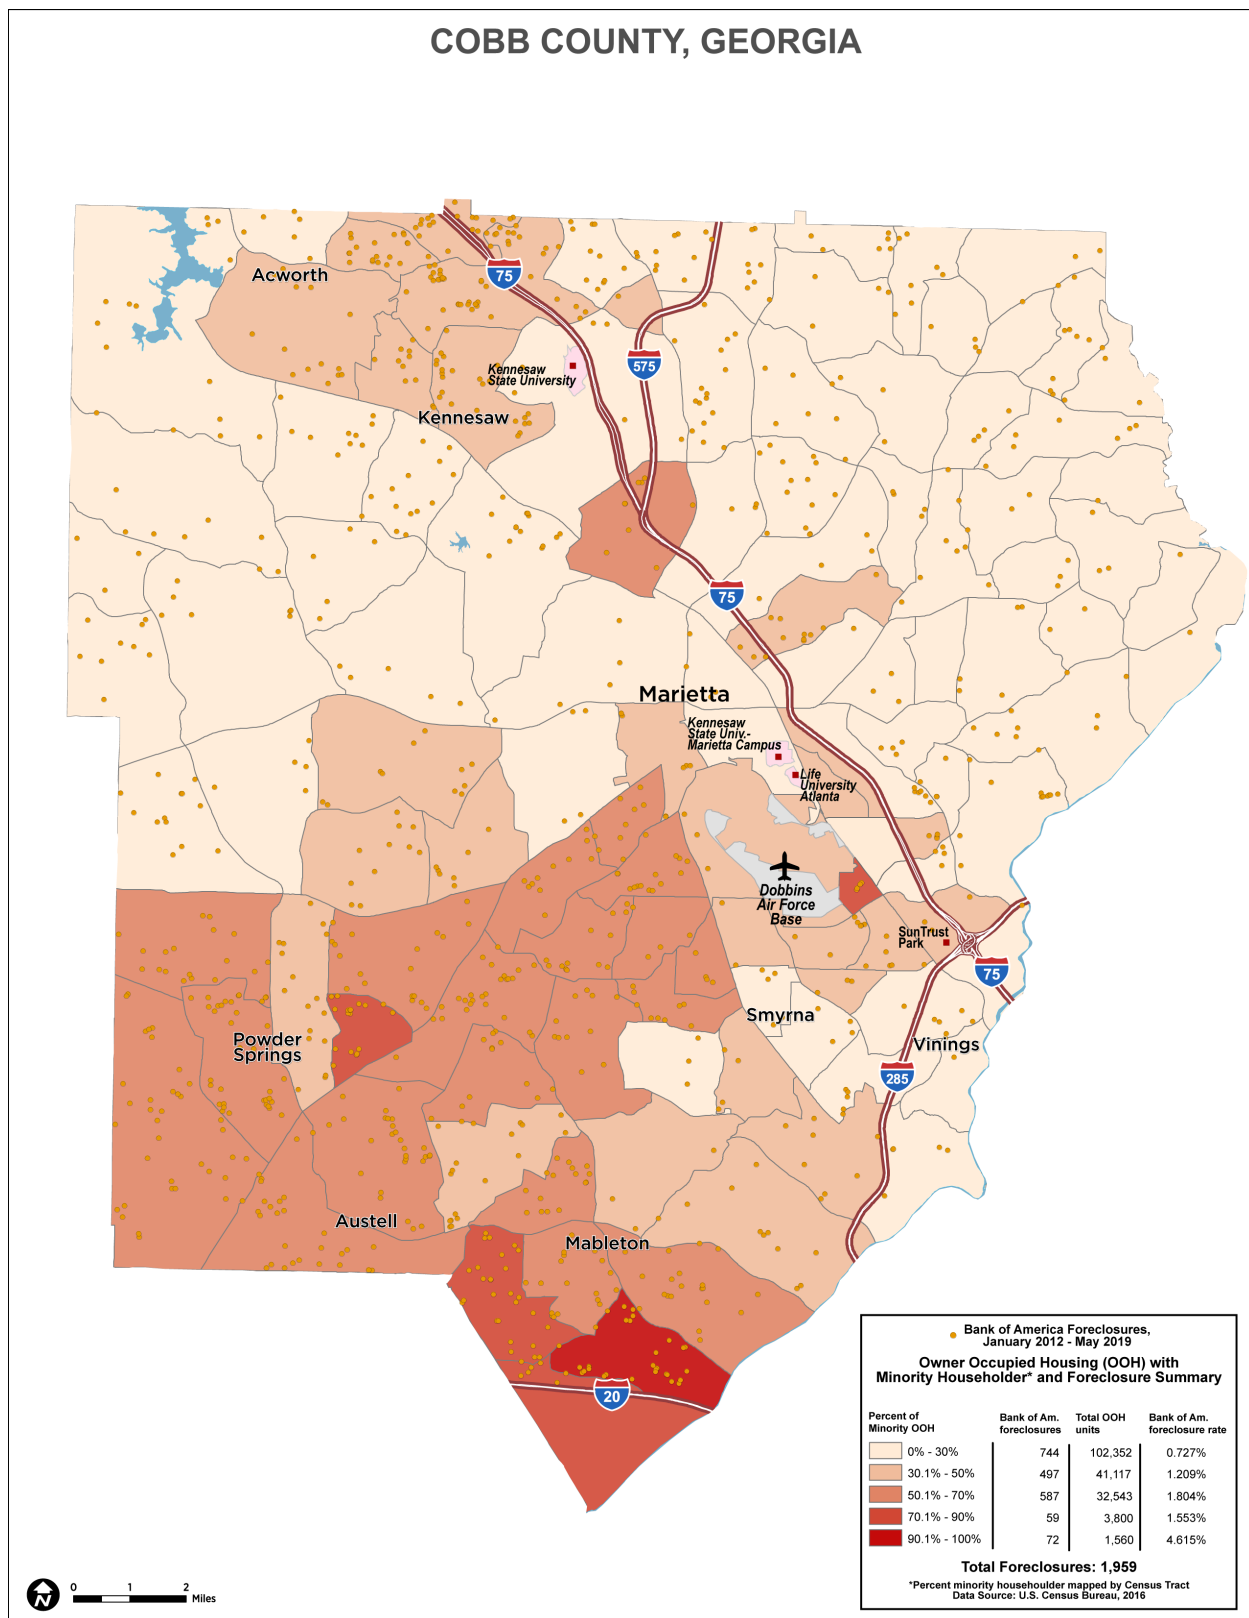 COBB COUNTY, GEORGIA
Acworth
75
575
Kennesaw
State University
Kennesaw
75
Marietta
Kennesaw
State Univ.-
Marietta Campus
Life
University
Atlanta
Dobbins
Air Force
Base
SunTrust
Park
75
Smyrna
Powder
Springs
Vinings
285
Austell
Mableton
20
Bank of America Foreclosures,
January 2012 - May 2019
Owner Occupied Housing (OOH) with
Minority Householder* and Foreclosure Summary
Percent of Minority OOH | Bank of Am. foreclosures | Total OOH units | Bank of Am. foreclosure rate
0% - 30% 744 102,352 0.727%
30.1% - 50% 497 41,117 1.209%
50.1% - 70% 587 32,543 1.804%
70.1% - 90% 59 3,800 1.553%
90.1% - 100% 72 1,560 4.615%
Total Foreclosures: 1,959
*Percent minority househoulder mapped by Census Tract
Data Source: U.S. Census Bureau, 2016
N
0 1 2
Miles